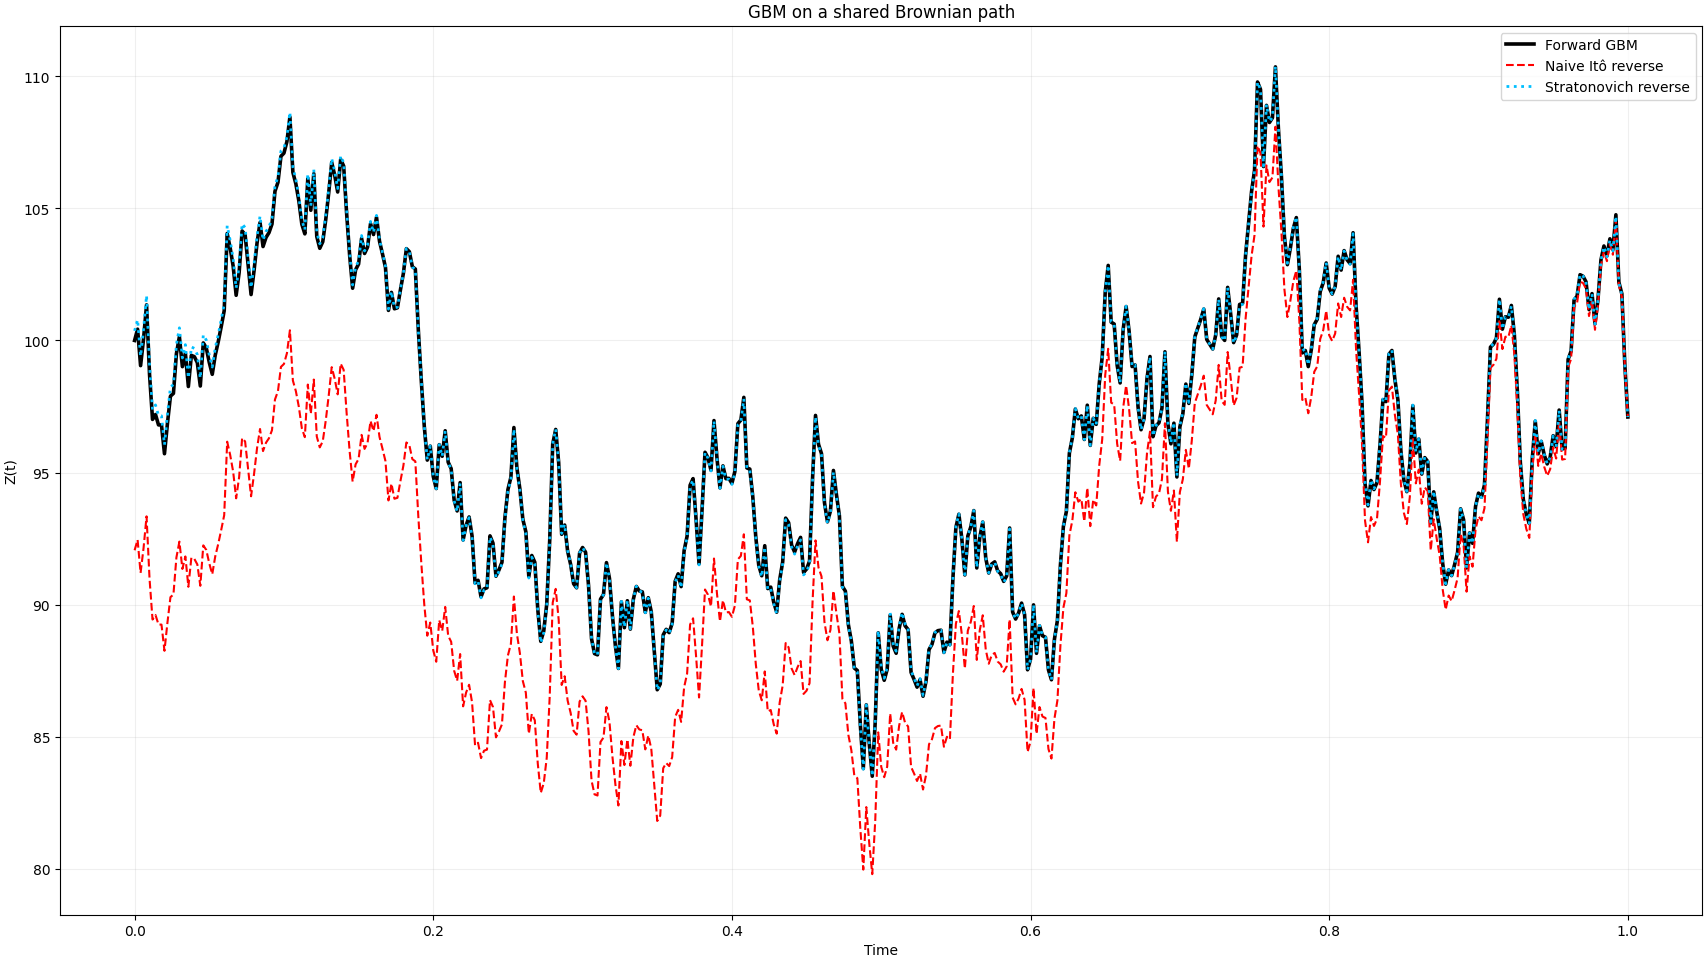 GBM on a shared Brownian path
Forward GBM
Naive Itô reverse
Stratonovich reverse
Z(t)
110
105
100
95
90
85
80
0.0 0.2 0.4 0.6 0.8 1.0
Time